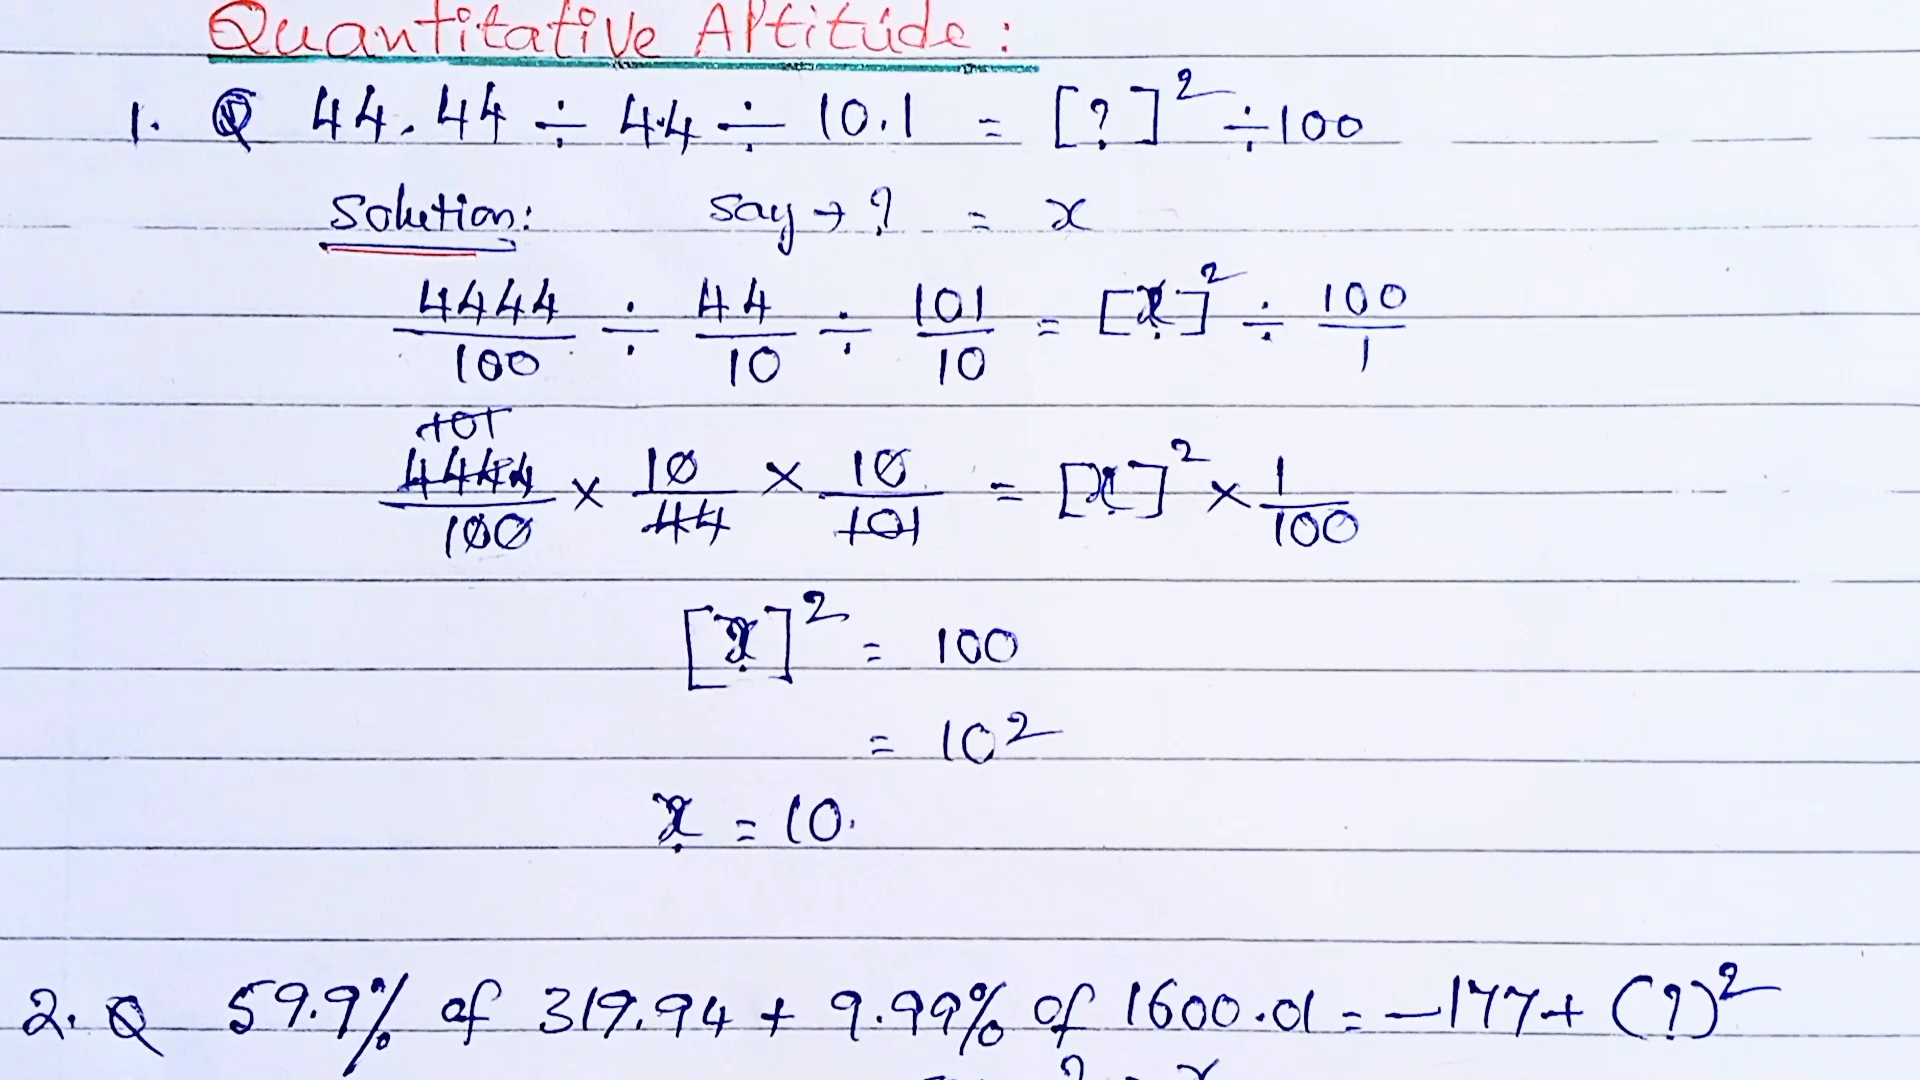 Quantitative Aptitude:
1. Q 44.44 ÷ 4.4 ÷ 10.1 = [?]² ÷ 100
Solution: say → ? = x
4444/100 ÷ 44/10 ÷ 101/10 = [x]² ÷ 100/1
101
4444/100 × 10/44 × 10/101 = [x]² × 1/100
[x]² = 100
= 10²
x = 10.
2. Q 59.9% of 319.94 + 9.99% of 1600.01 = -177 + (?)²